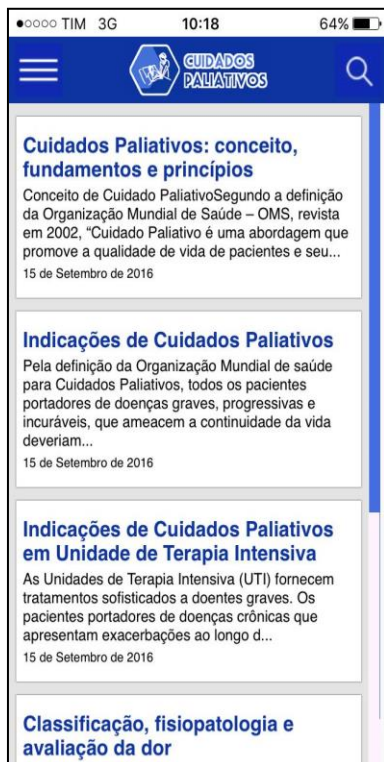 TIM 3G 10:18 64%
CUIDADOS
PALIATIVOS
Cuidados Paliativos: conceito,
fundamentos e princípios
Conceito de Cuidado PaliativoSegundo a definição
da Organização Mundial de Saúde – OMS, revista
em 2002, “Cuidado Paliativo é uma abordagem que
promove a qualidade de vida de pacientes e seu...
15 de Setembro de 2016
Indicações de Cuidados Paliativos
Pela definição da Organização Mundial de saúde
para Cuidados Paliativos, todos os pacientes
portadores de doenças graves, progressivas e
incuráveis, que ameacem a continuidade da vida
deveriam...
15 de Setembro de 2016
Indicações de Cuidados Paliativos
em Unidade de Terapia Intensiva
As Unidades de Terapia Intensiva (UTI) fornecem
tratamentos sofisticados a doentes graves. Os
pacientes portadores de doenças crônicas que
apresentam exacerbações ao longo d...
15 de Setembro de 2016
Classificação, fisiopatologia e
avaliação da dor